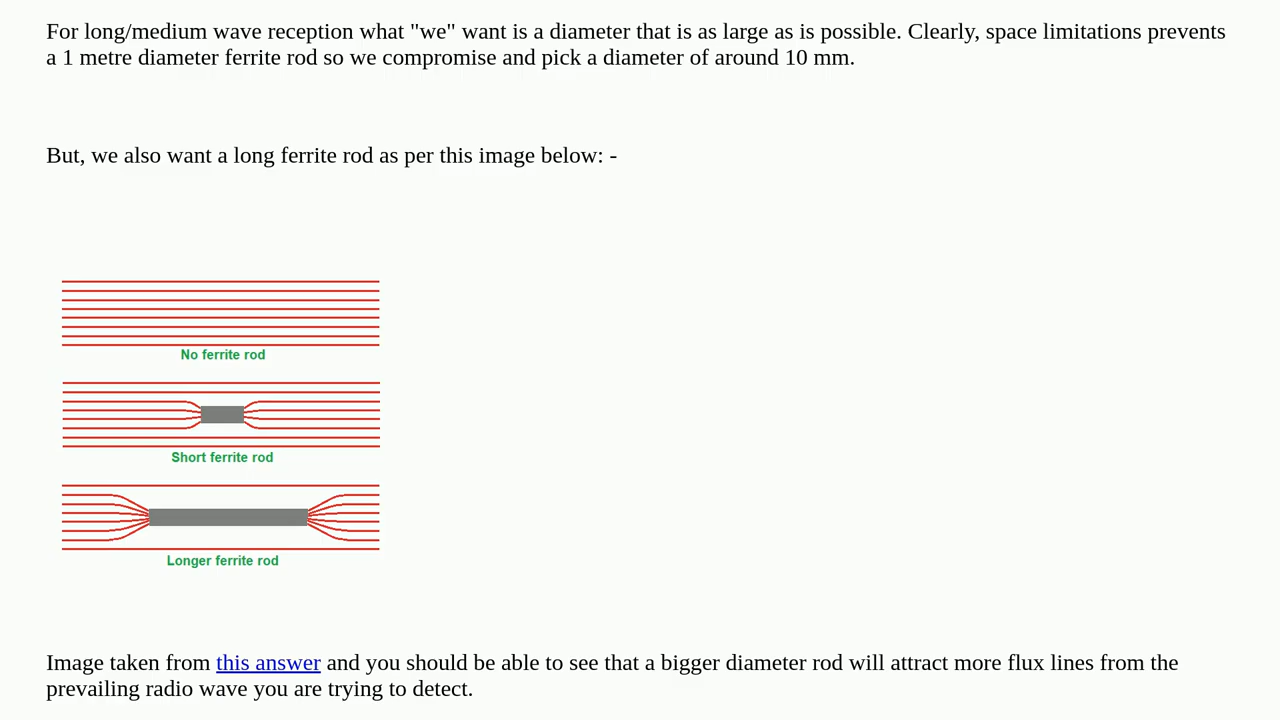 For long/medium wave reception what "we" want is a diameter that is as large as is possible. Clearly, space limitations prevents
a 1 metre diameter ferrite rod so we compromise and pick a diameter of around 10 mm.
But, we also want a long ferrite rod as per this image below: -
No ferrite rod
Short ferrite rod
Longer ferrite rod
Image taken from this answer and you should be able to see that a bigger diameter rod will attract more flux lines from the
prevailing radio wave you are trying to detect.